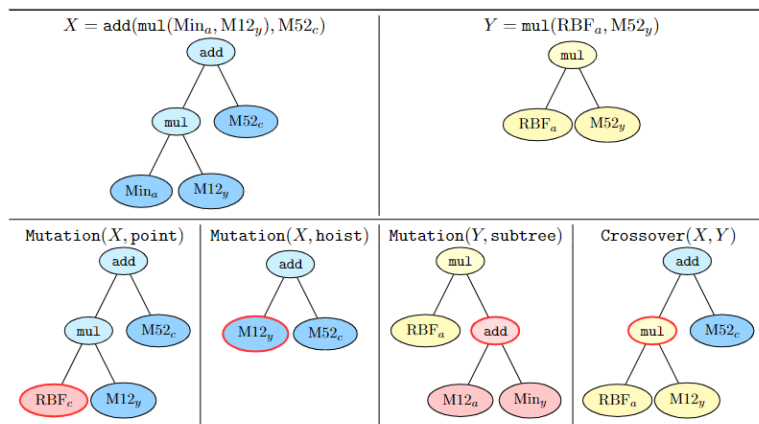 X = add(mul(Min_a, M12_y), M52_c)
add
mul
M52_c
Min_a
M12_y
Y = mul(RBF_a, M52_y)
mul
RBF_a
M52_y
Mutation(X, point)
add
mul
M52_c
RBF_c
M12_y
Mutation(X, hoist)
add
M12_y
M52_c
Mutation(Y, subtree)
mul
RBF_a
add
M12_a
Min_y
Crossover(X, Y)
add
mul
M52_c
RBF_a
M12_y